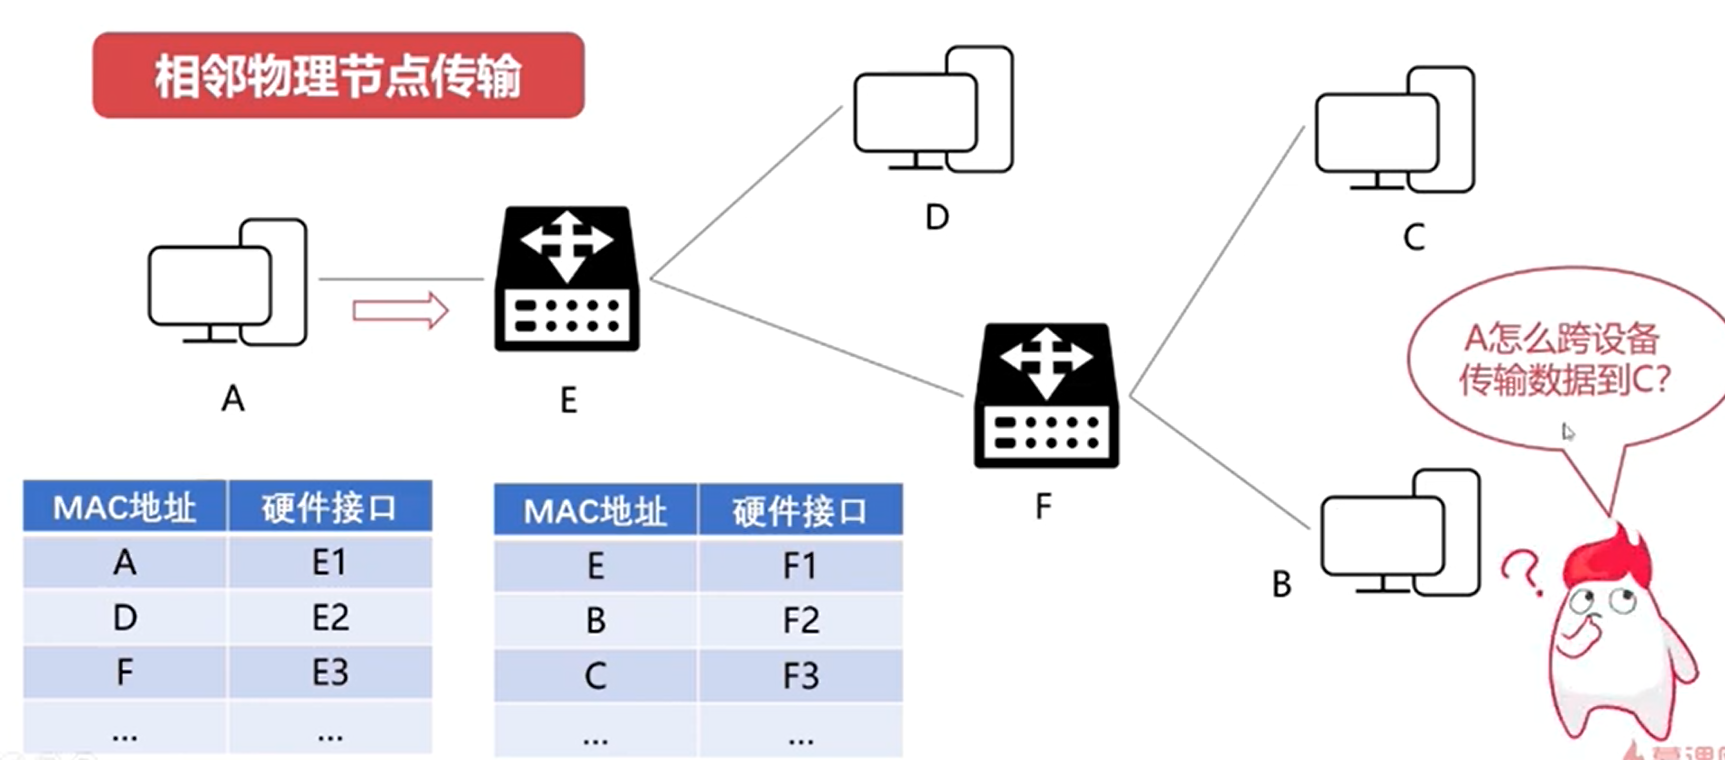 相邻物理节点传输
D
C
A
E
A怎么跨设备
传输数据到C?
F
B
?
MAC地址 硬件接口
A E1
D E2
F E3
... ...
MAC地址 硬件接口
E F1
B F2
C F3
... ...